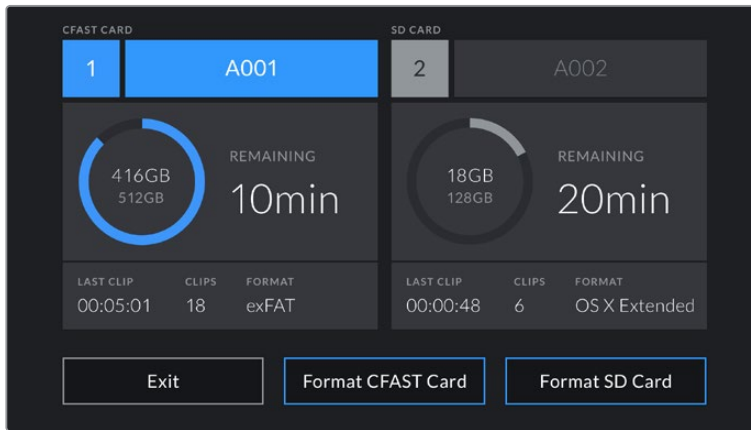 CFAST CARD
1 A001
416GB
512GB
REMAINING
10min
LAST CLIP CLIPS FORMAT
00:05:01 18 exFAT
SD CARD
2 A002
18GB
128GB
REMAINING
20min
LAST CLIP CLIPS FORMAT
00:00:48 6 OS X Extended
Exit
Format CFAST Card
Format SD Card